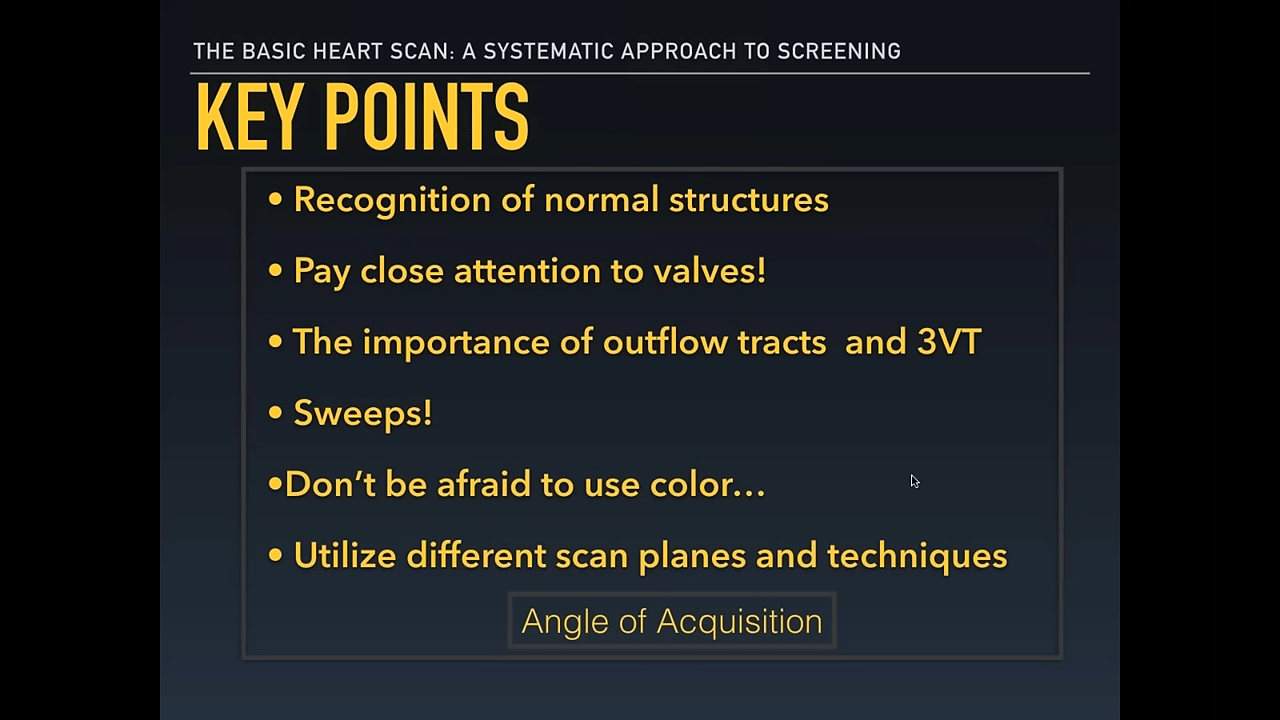 THE BASIC HEART SCAN: A SYSTEMATIC APPROACH TO SCREENING
KEY POINTS
• Recognition of normal structures
• Pay close attention to valves!
• The importance of outflow tracts  and 3VT
• Sweeps!
•Don’t be afraid to use color…
• Utilize different scan planes and techniques
Angle of Acquisition